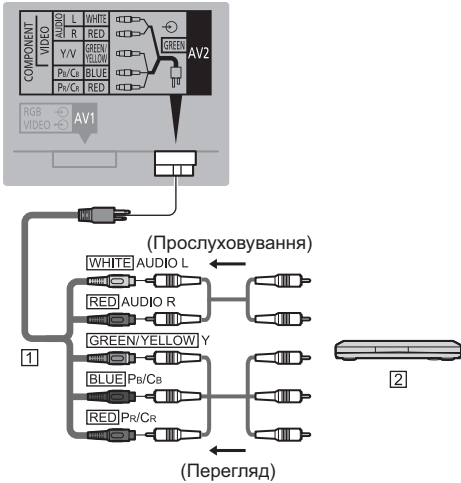 COMPONENT
VIDEO
AUDIO
L WHITE
R RED
Y/V GREEN/YELLOW
PB/CB BLUE
PR/CR RED
GREEN
AV2
RGB
VIDEO
AV1
(Прослуховування)
WHITE AUDIO L
RED AUDIO R
GREEN/YELLOW Y
BLUE PB/CB
RED PR/CR
1
2
(Перегляд)